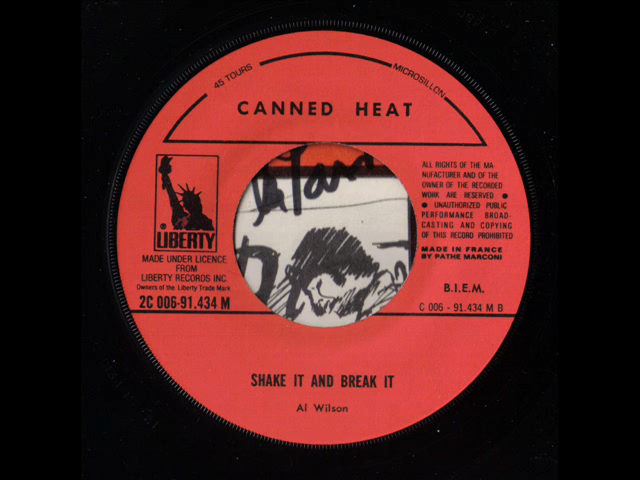 45 TOURS
MICROSILLON
CANNED HEAT
® LIBERTY
MADE UNDER LICENCE
FROM
LIBERTY RECORDS INC.
Owners of the Liberty Trade Mark
2C 006-91.434 M
ALL RIGHTS OF THE MA-
NUFACTURER AND OF THE
OWNER OF THE RECORDED
WORK ARE RESERVED ●
● UNAUTHORIZED PUBLIC
PERFORMANCE BROAD-
CASTING AND COPYING
OF THIS RECORD PROHIBITED
MADE IN FRANCE
BY PATHE MARCONI
B.I.E.M.
C 006 - 91.434 M B
SHAKE IT AND BREAK IT
Al Wilson